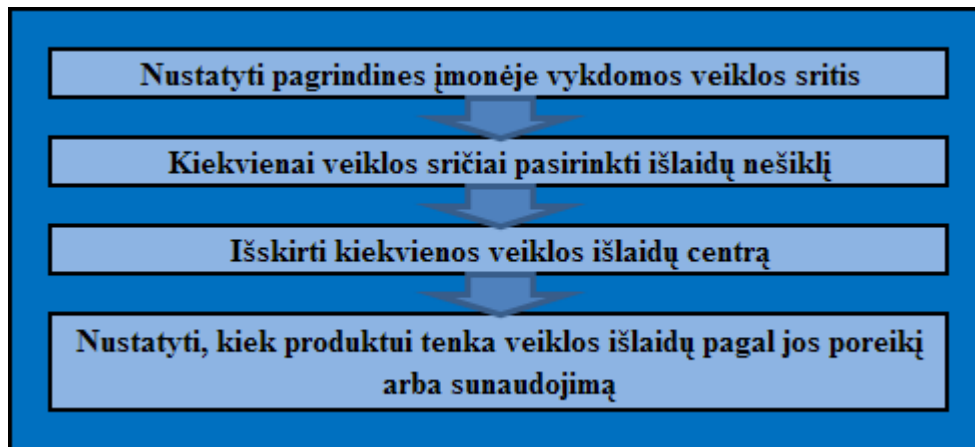 Nustatyti pagrindines įmonėje vykdomos veiklos sritis
Kiekvienai veiklos sričiai pasirinkti išlaidų nešiklį
Išskirti kiekvienos veiklos išlaidų centrą
Nustatyti, kiek produktui tenka veiklos išlaidų pagal jos poreikį
arba sunaudojimą